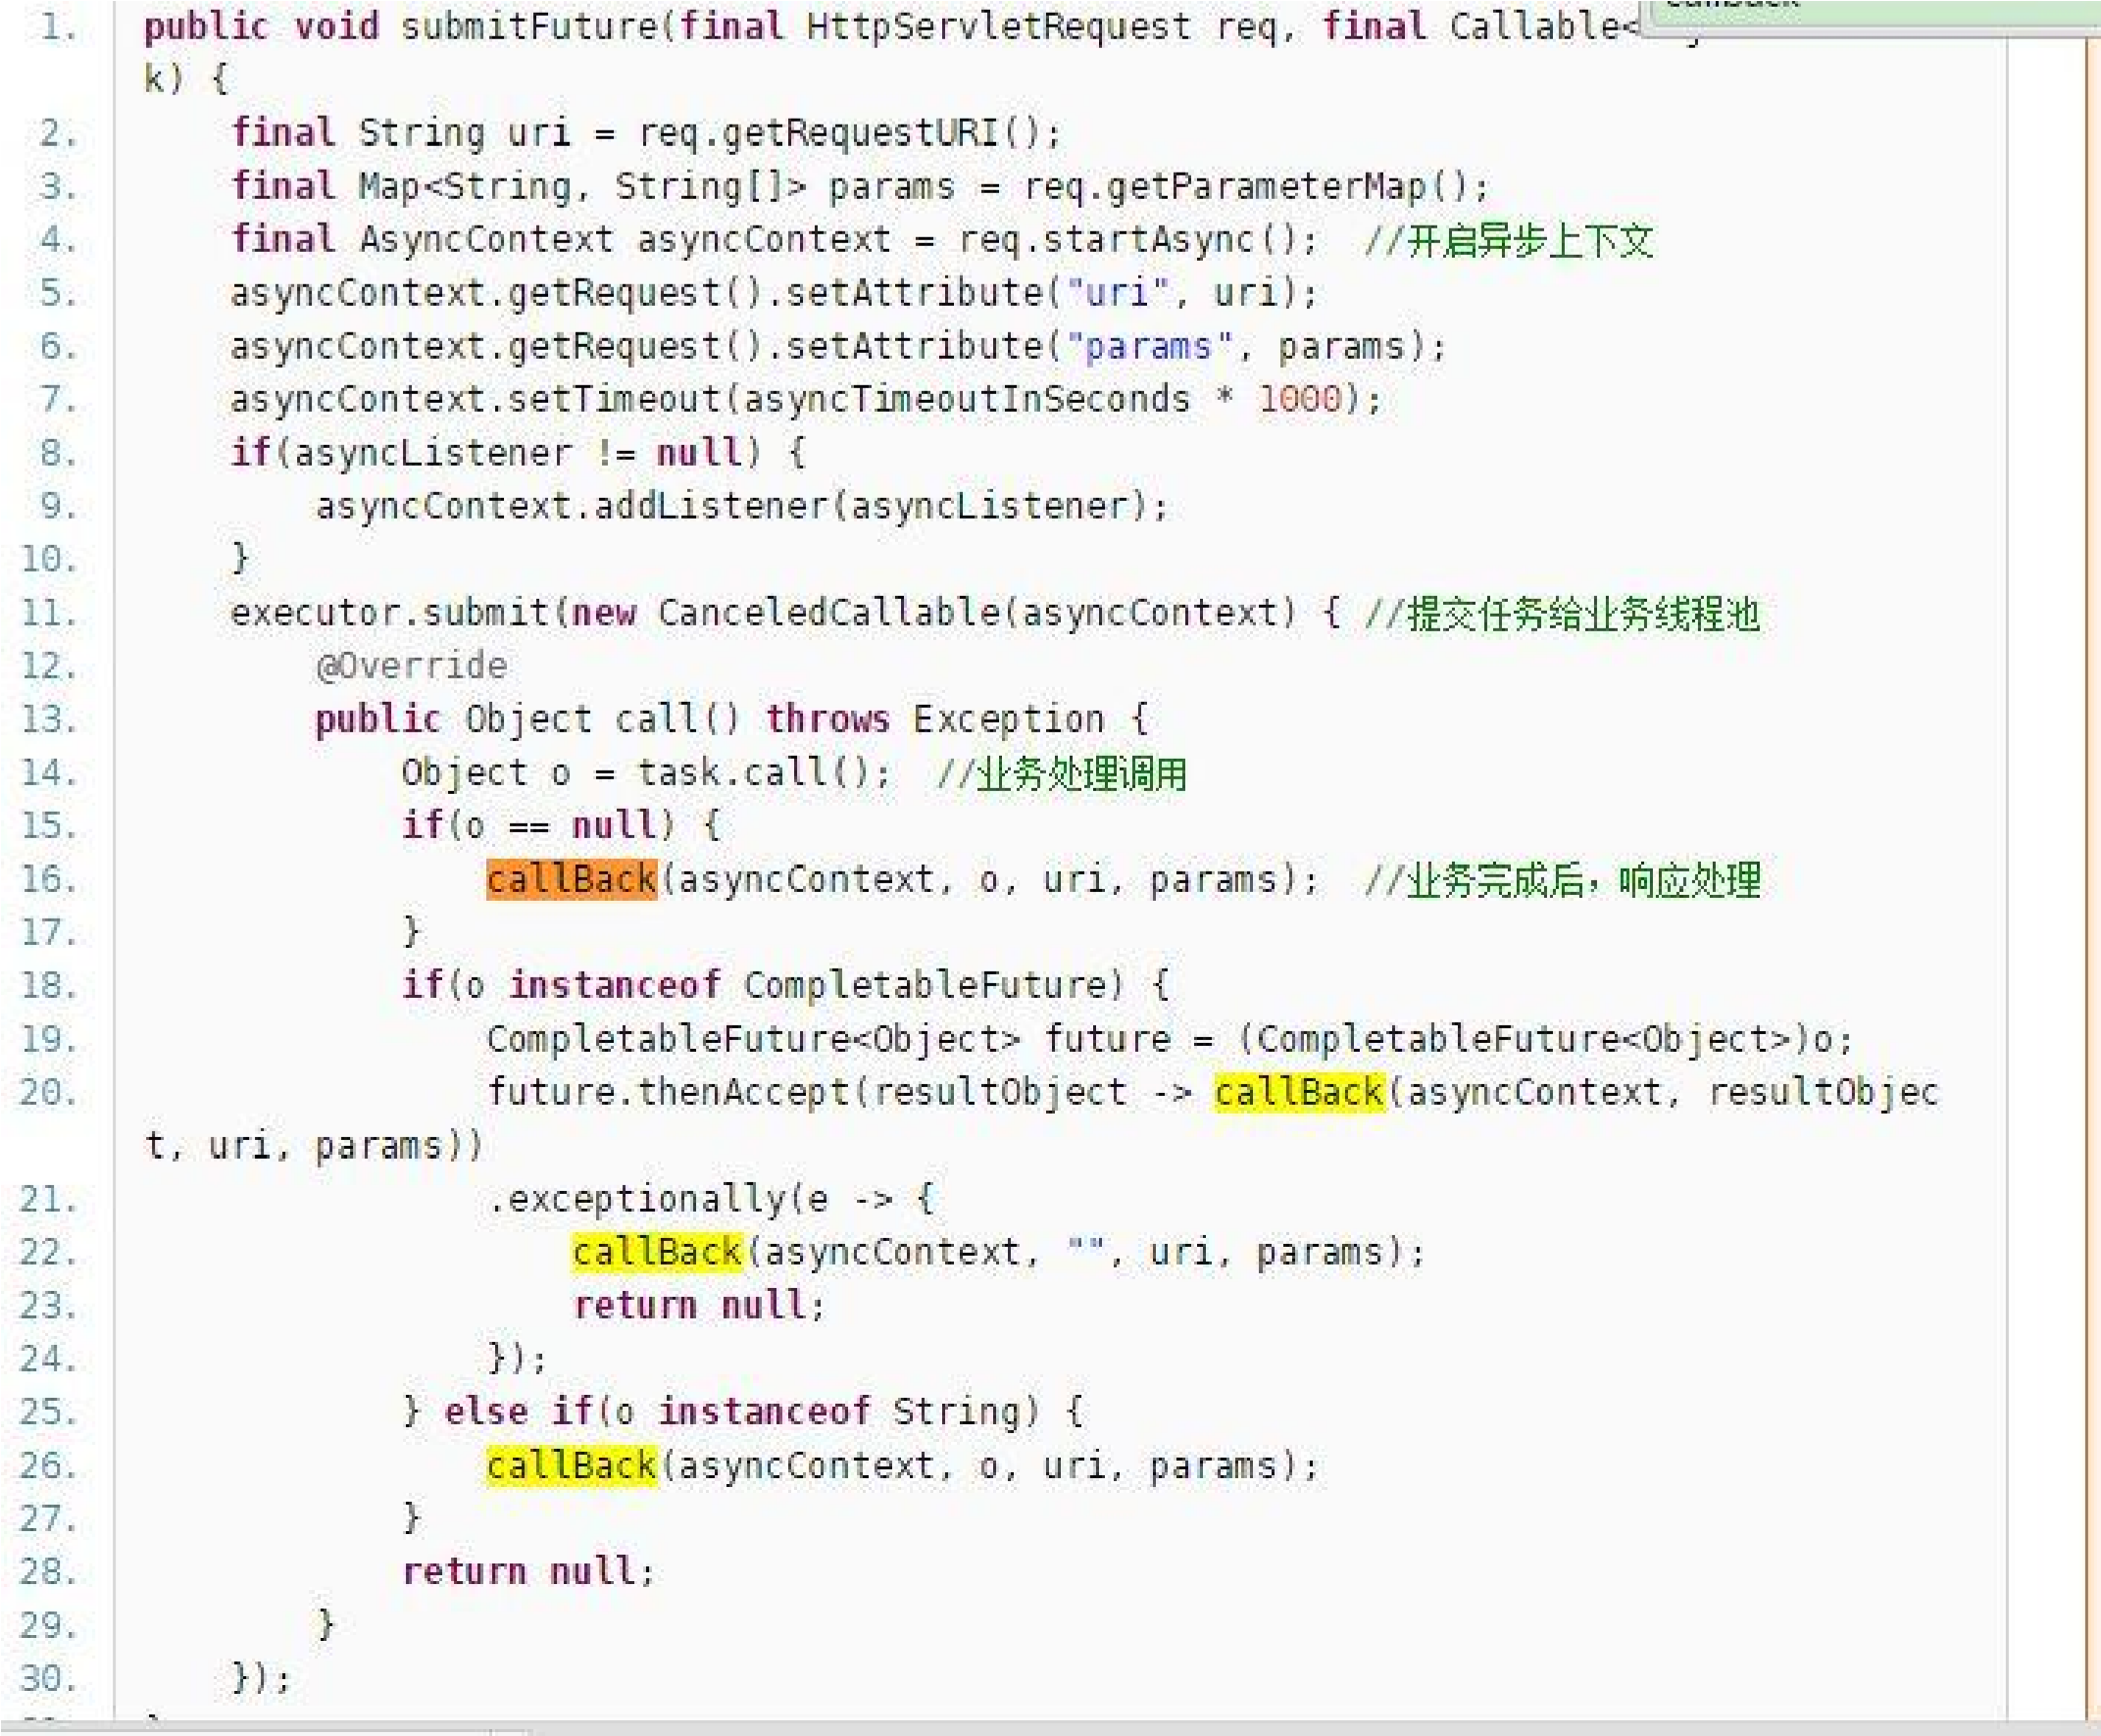 1. public void submitFuture(final HttpServletRequest req, final Callable<
k) {
2. final String uri = req.getRequestURI();
3. final Map<String, String[]> params = req.getParameterMap();
4. final AsyncContext asyncContext = req.startAsync(); //开启异步上下文
5. asyncContext.getRequest().setAttribute("uri", uri);
6. asyncContext.getRequest().setAttribute("params", params);
7. asyncContext.setTimeout(asyncTimeoutInSeconds * 1000);
8. if(asyncListener != null) {
9. asyncContext.addListener(asyncListener);
10. }
11. executor.submit(new CanceledCallable(asyncContext) { //提交任务给业务线程池
12. @Override
13. public Object call() throws Exception {
14. Object o = task.call(); //业务处理调用
15. if(o == null) {
16. callBack(asyncContext, o, uri, params); //业务完成后，响应处理
17. }
18. if(o instanceof CompletableFuture) {
19. CompletableFuture<Object> future = (CompletableFuture<Object>)o;
20. future.thenAccept(resultObject -> callBack(asyncContext, resultObjec
t, uri, params))
21. .exceptionally(e -> {
22. callBack(asyncContext, "", uri, params);
23. return null;
24. });
25. } else if(o instanceof String) {
26. callBack(asyncContext, o, uri, params);
27. }
28. return null;
29. }
30. });